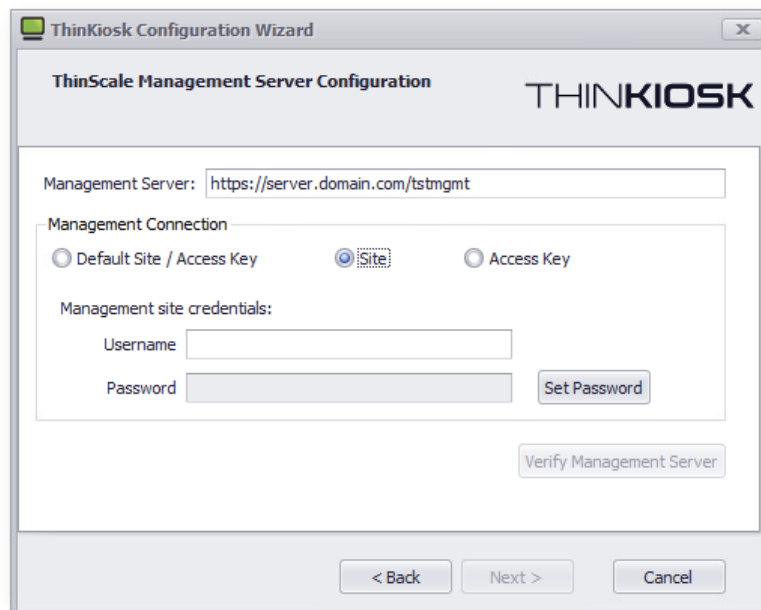 ThinKiosk Configuration Wizard
ThinScale Management Server Configuration
THINKIOSK
Management Server: https://server.domain.com/tstmgmt
Management Connection
Default Site / Access Key Site Access Key
Management site credentials:
Username
Password Set Password
Verify Management Server
< Back Next > Cancel